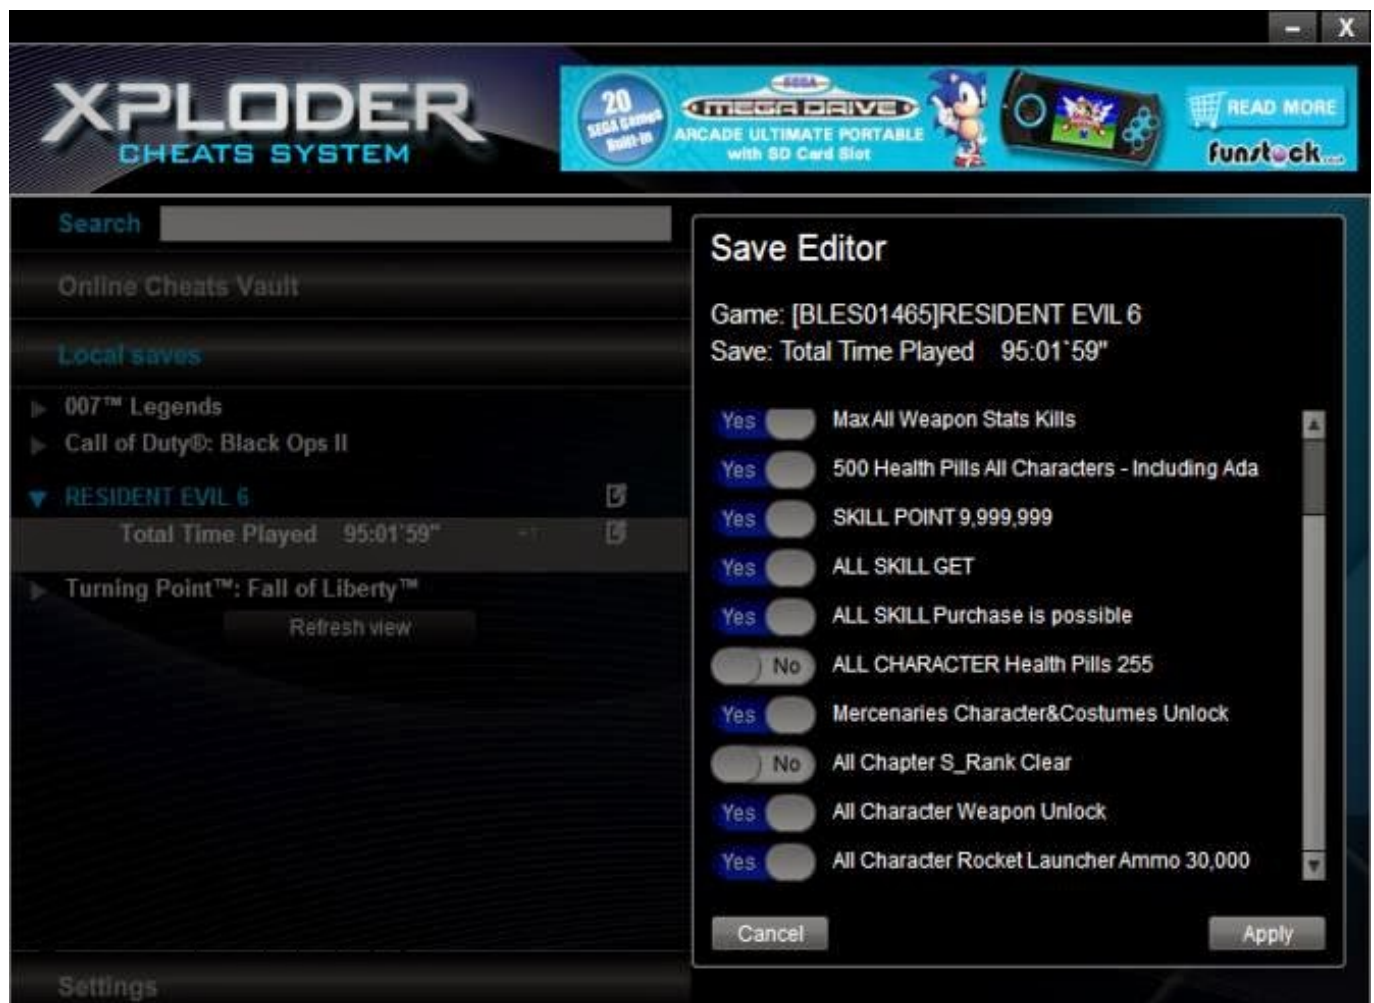 – X
XPLODER
CHEATS SYSTEM
20
SEGA Games
Built-in
SEGA
MEGA DRIVE
ARCADE ULTIMATE PORTABLE
with SD Card Slot
READ MORE
funstock
Search
Online Cheats Vault
Local saves
007™ Legends
Call of Duty®: Black Ops II
RESIDENT EVIL 6
Total Time Played 95:01`59"
Turning Point™: Fall of Liberty™
Refresh view
Settings
Save Editor
Game: [BLES01465]RESIDENT EVIL 6
Save: Total Time Played 95:01`59"
Yes Max All Weapon Stats Kills
Yes 500 Health Pills All Characters - Including Ada
Yes SKILL POINT 9,999,999
Yes ALL SKILL GET
Yes ALL SKILL Purchase is possible
No ALL CHARACTER Health Pills 255
Yes Mercenaries Character&Costumes Unlock
No All Chapter S_Rank Clear
Yes All Character Weapon Unlock
Yes All Character Rocket Launcher Ammo 30,000
Cancel Apply